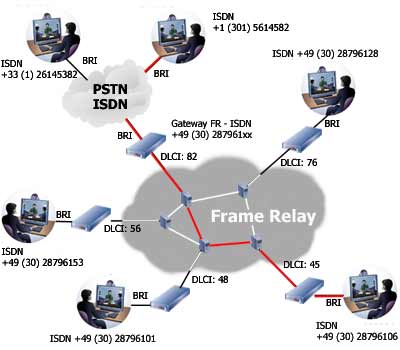 ISDN
+1 (301) 5614582
BRI
ISDN
+33 (1) 26145382
BRI
PSTN
ISDN
ISDN +49 (30) 28796128
BRI
Gateway FR - ISDN
+49 (30) 287961xx
BRI
DLCI: 82
DLCI: 76
Frame Relay
BRI
DLCI: 56
ISDN
+49 (30) 28796153
DLCI: 45
DLCI: 48
BRI
BRI
ISDN
+49 (30) 28796106
ISDN +49 (30) 28796101